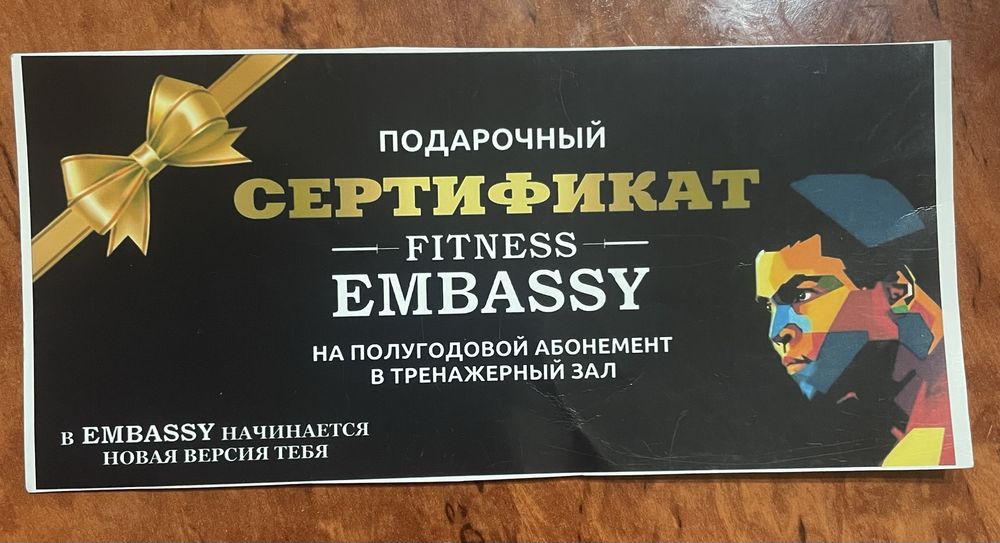 ПОДАРОЧНЫЙ
СЕРТИФИКАТ
FITNESS
EMBASSY
НА ПОЛУГОДОВОЙ АБОНЕМЕНТ
В ТРЕНАЖЕРНЫЙ ЗАЛ
В EMBASSY НАЧИНАЕТСЯ
НОВАЯ ВЕРСИЯ ТЕБЯ